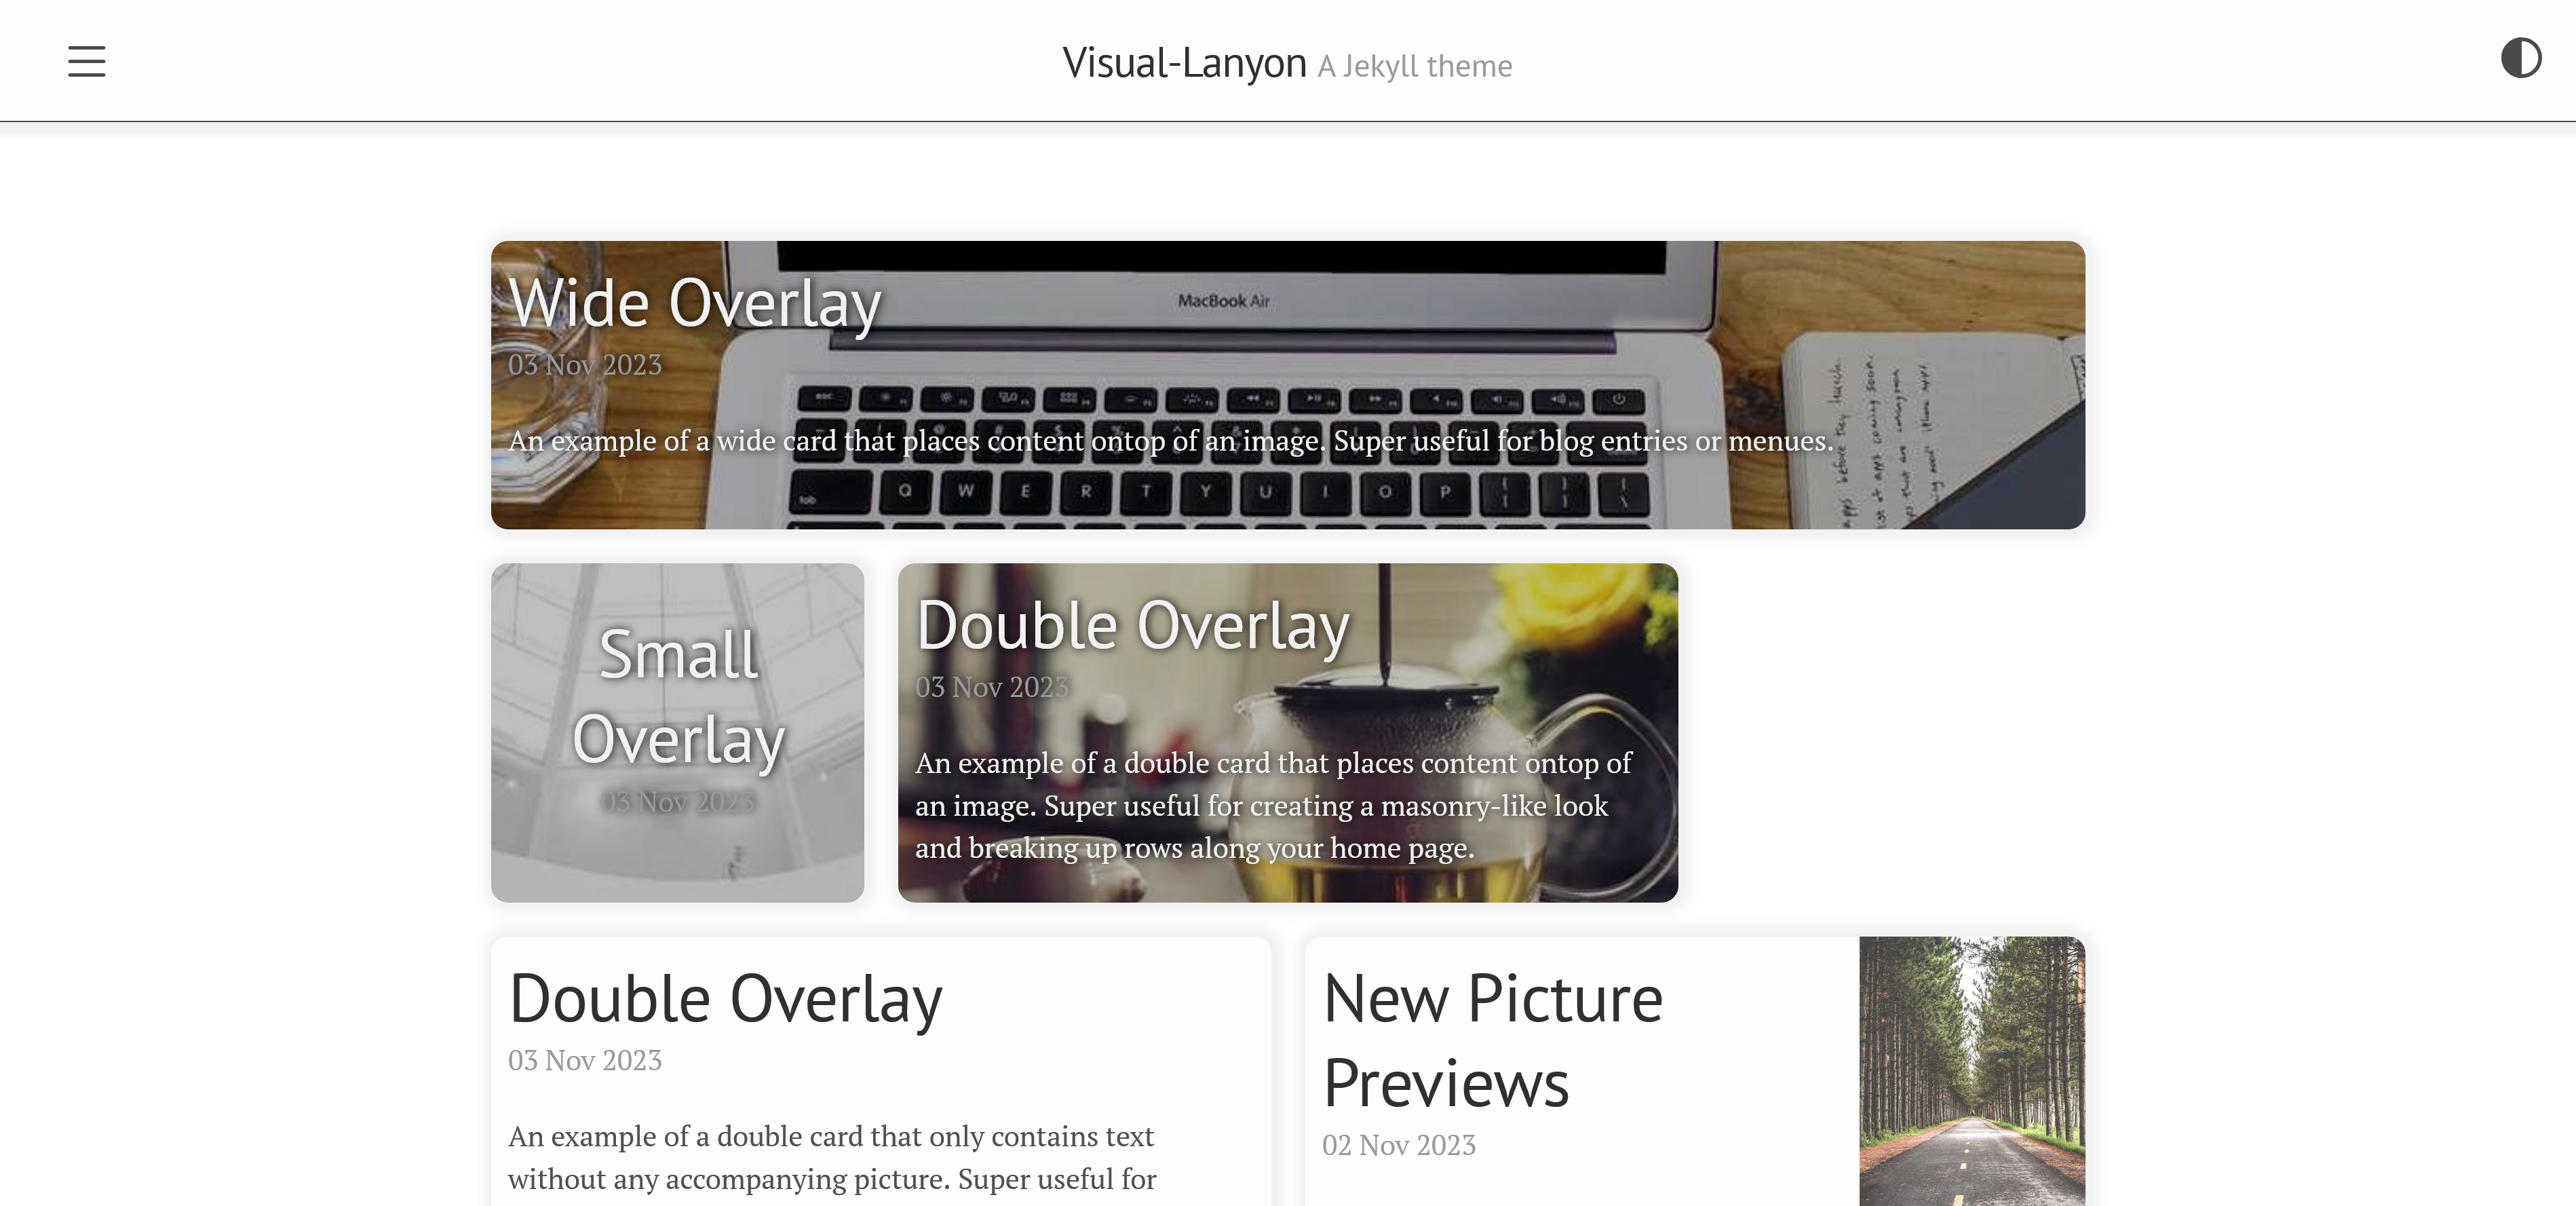 Visual-Lanyon A Jekyll theme
Wide Overlay
03 Nov 2023
An example of a wide card that places content ontop of an image. Super useful for blog entries or menues.
MacBook Air
esc
tab Q W E R T Y U I O P
Small
Overlay
03 Nov 2023
Double Overlay
03 Nov 2023
An example of a double card that places content ontop of
an image. Super useful for creating a masonry-like look
and breaking up rows along your home page.
Double Overlay
03 Nov 2023
An example of a double card that only contains text
without any accompanying picture. Super useful for
New Picture
Previews
02 Nov 2023